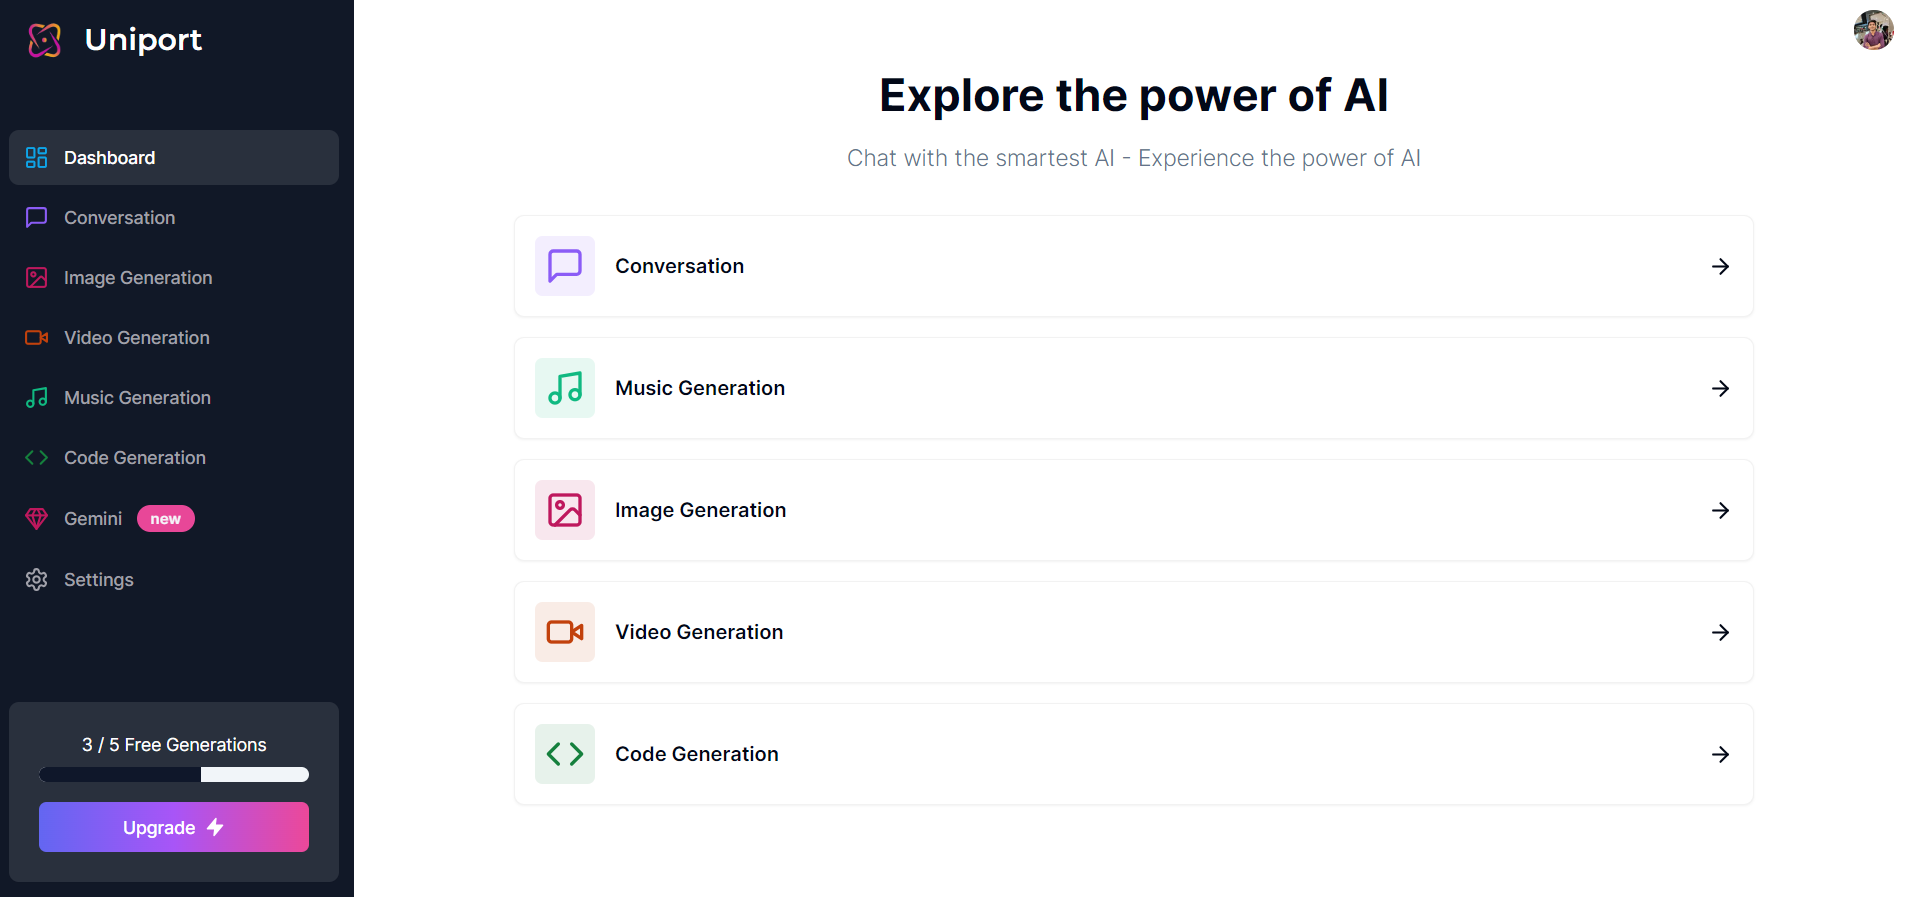 Uniport
Dashboard
Conversation
Image Generation
Video Generation
Music Generation
Code Generation
Gemini new
Settings
3 / 5 Free Generations
Upgrade
Explore the power of AI
Chat with the smartest AI - Experience the power of AI
Conversation
Music Generation
Image Generation
Video Generation
Code Generation